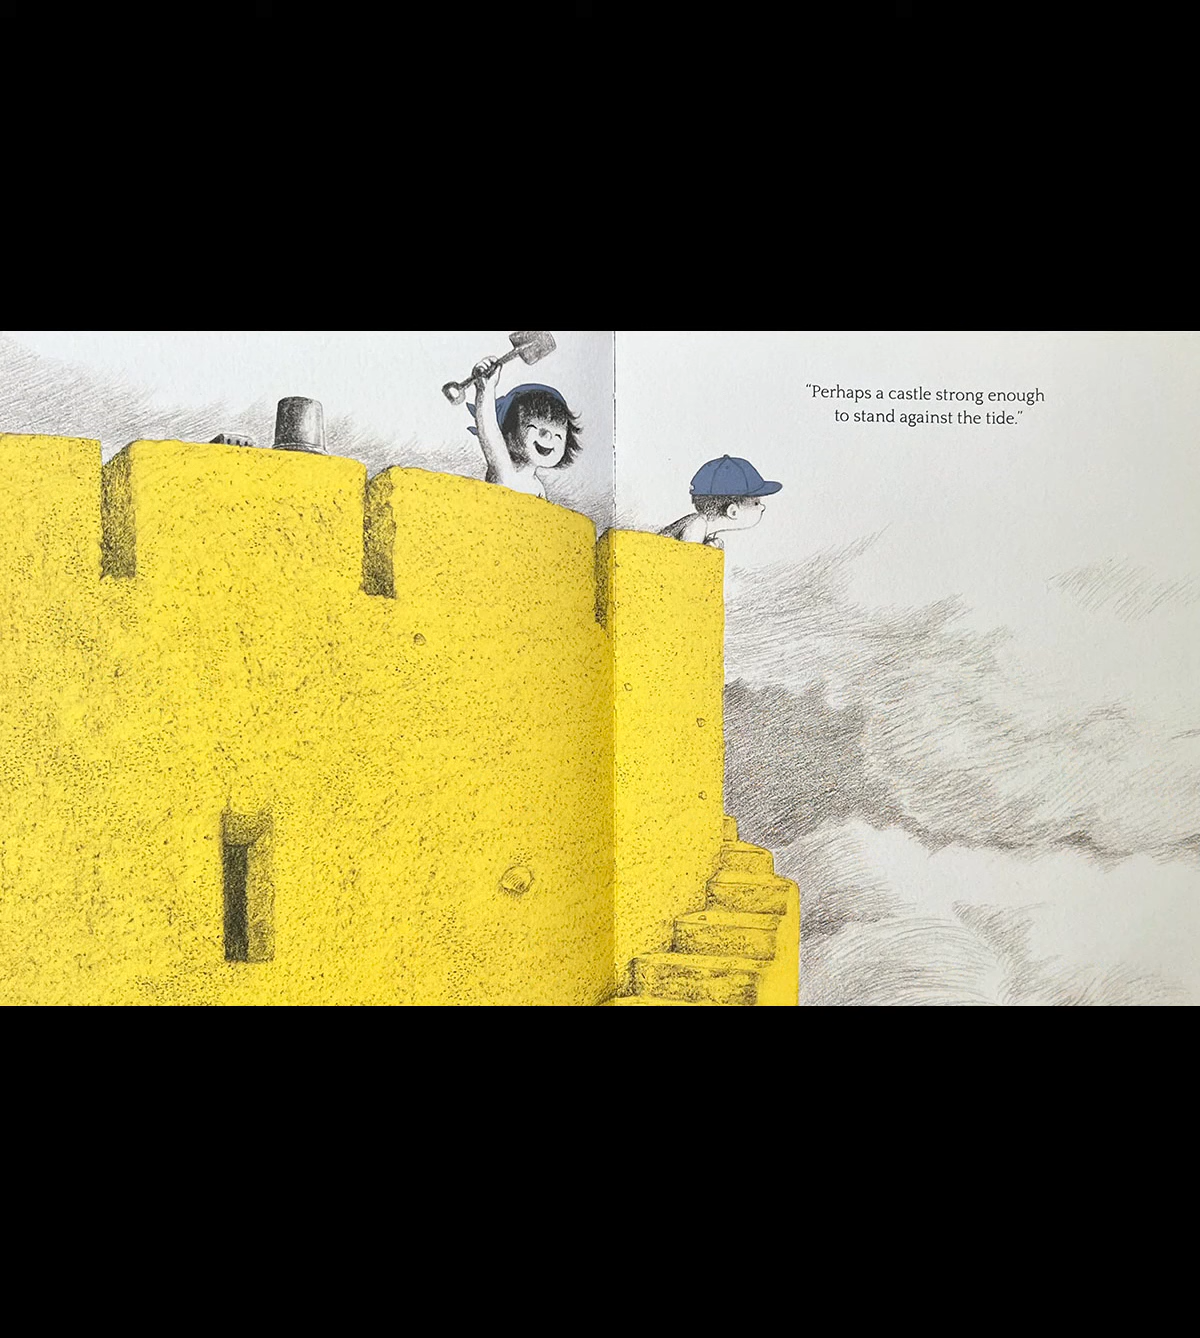 “Perhaps a castle strong enough
to stand against the tide.”